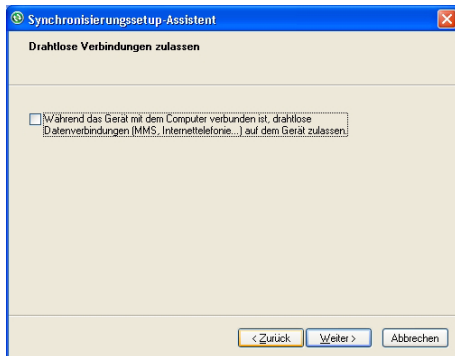 Synchronisierungssetup-Assistent
Drahtlose Verbindungen zulassen
Während das Gerät mit dem Computer verbunden ist, drahtlose
Datenverbindungen (MMS, Internettelefonie...) auf dem Gerät zulassen.
< Zurück Weiter > Abbrechen